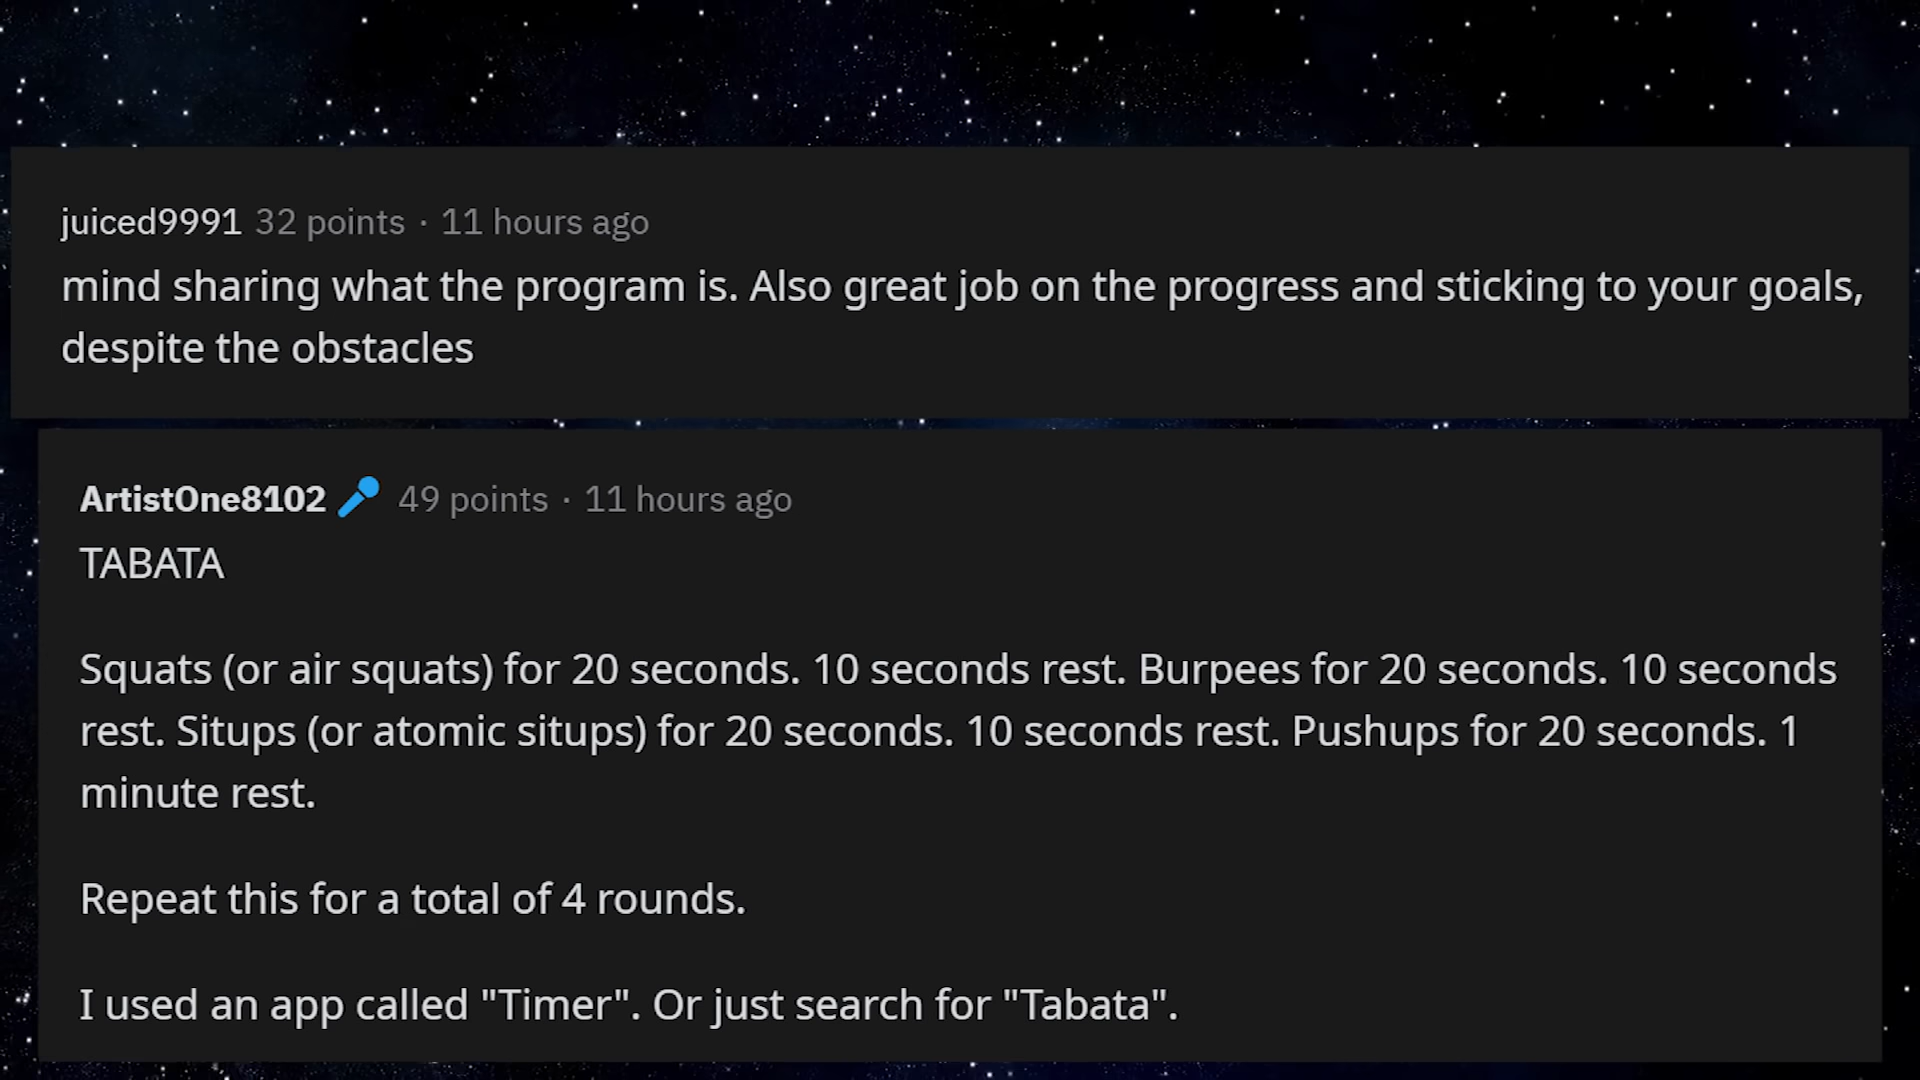 juiced9991 32 points · 11 hours ago
mind sharing what the program is. Also great job on the progress and sticking to your goals,
despite the obstacles
ArtistOne8102 🎤 49 points · 11 hours ago
TABATA
Squats (or air squats) for 20 seconds. 10 seconds rest. Burpees for 20 seconds. 10 seconds
rest. Situps (or atomic situps) for 20 seconds. 10 seconds rest. Pushups for 20 seconds. 1
minute rest.
Repeat this for a total of 4 rounds.
I used an app called "Timer". Or just search for "Tabata".